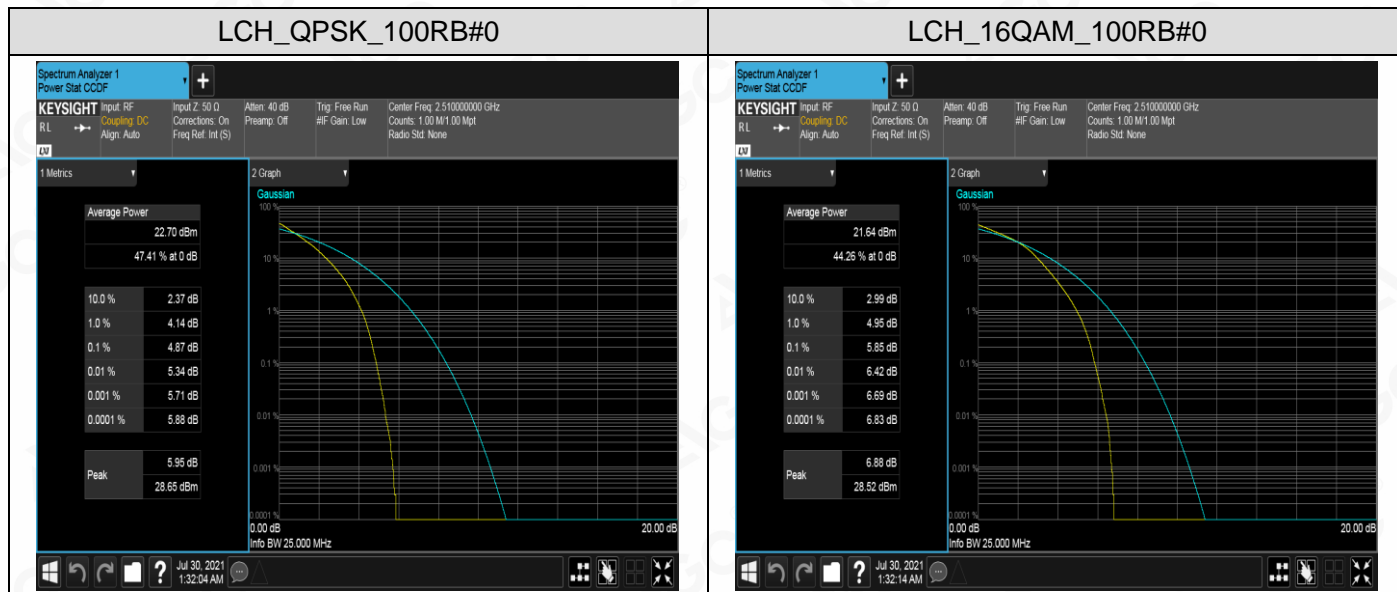 LCH_QPSK_100RB#0
Spectrum Analyzer 1
Power Stat CCDF
+
KEYSIGHT
RL
LXI
Input: RF
Coupling: DC
Align: Auto
Input Z: 50 Ω
Corrections: On
Freq Ref: Int (S)
Atten: 40 dB
Preamp: Off
Trig: Free Run
#IF Gain: Low
Center Freq: 2.510000000 GHz
Counts: 1.00 M/1.00 Mpt
Radio Std: None
1 Metrics
Average Power
22.70 dBm
47.41 % at 0 dB
10.0 % 2.37 dB
1.0 % 4.14 dB
0.1 % 4.87 dB
0.01 % 5.34 dB
0.001 % 5.71 dB
0.0001 % 5.88 dB
Peak
5.95 dB
28.65 dBm
2 Graph
Gaussian
100 %
10 %
1 %
0.1 %
0.01 %
0.001 %
0.0001 %
0.00 dB 20.00 dB
Info BW 25.000 MHz
?
Jul 30, 2021
1:32:04 AM
LCH_16QAM_100RB#0
Spectrum Analyzer 1
Power Stat CCDF
+
KEYSIGHT
RL
LXI
Input: RF
Coupling: DC
Align: Auto
Input Z: 50 Ω
Corrections: On
Freq Ref: Int (S)
Atten: 40 dB
Preamp: Off
Trig: Free Run
#IF Gain: Low
Center Freq: 2.510000000 GHz
Counts: 1.00 M/1.00 Mpt
Radio Std: None
1 Metrics
Average Power
21.64 dBm
44.26 % at 0 dB
10.0 % 2.99 dB
1.0 % 4.95 dB
0.1 % 5.85 dB
0.01 % 6.42 dB
0.001 % 6.69 dB
0.0001 % 6.83 dB
Peak
6.88 dB
28.52 dBm
2 Graph
Gaussian
100 %
10 %
1 %
0.1 %
0.01 %
0.001 %
0.0001 %
0.00 dB 20.00 dB
Info BW 25.000 MHz
?
Jul 30, 2021
1:32:14 AM